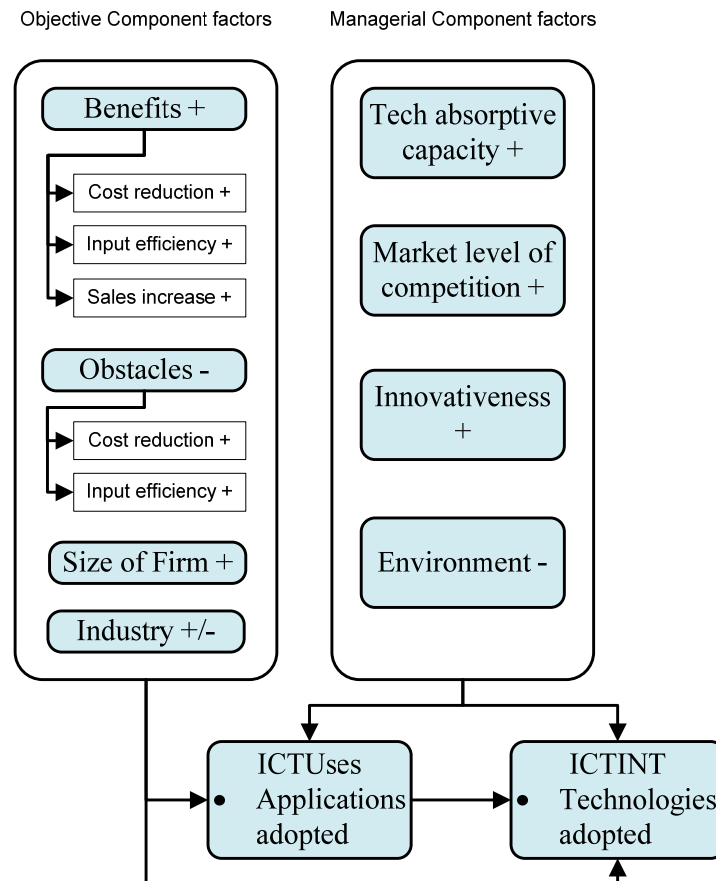 Objective Component factors
Managerial Component factors
Benefits +
Cost reduction +
Input efficiency +
Sales increase +
Obstacles -
Cost reduction +
Input efficiency +
Size of Firm +
Industry +/-
Tech absorptive
capacity +
Market level of
competition +
Innovativeness
+
Environment -
ICTUses
• Applications
adopted
ICTINT
• Technologies
adopted